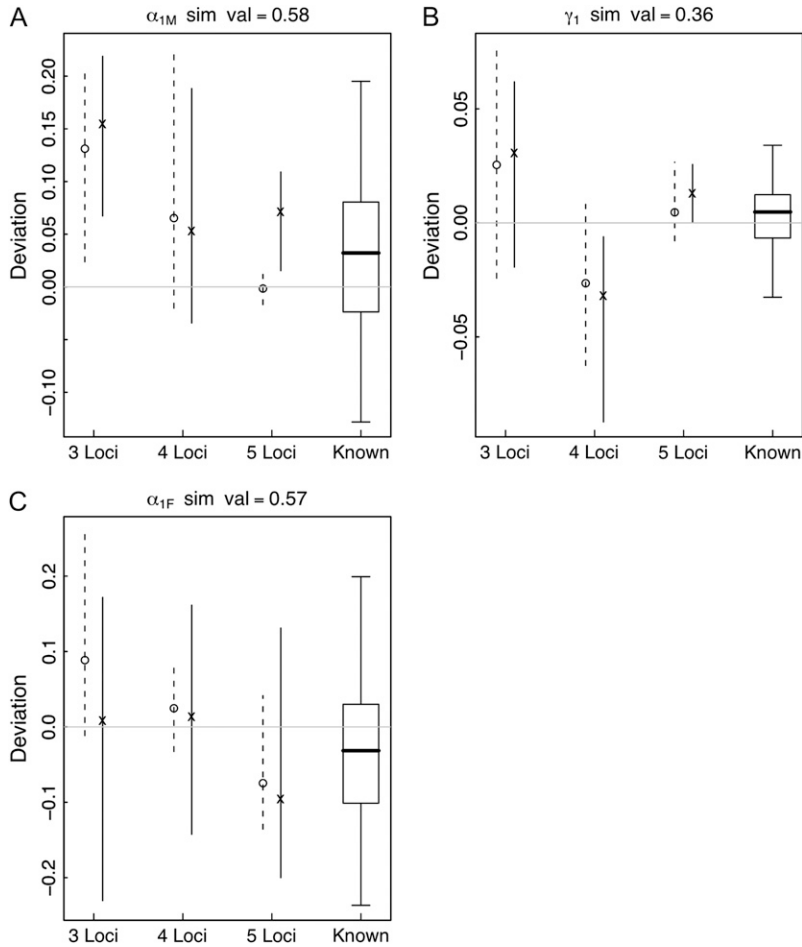 A
α1M sim val = 0.58
Deviation
0.20
0.15
0.10
0.05
0.00
−0.10
3 Loci 4 Loci 5 Loci Known
B
γ1 sim val = 0.36
Deviation
0.05
0.00
−0.05
3 Loci 4 Loci 5 Loci Known
C
α1F sim val = 0.57
Deviation
0.2
0.1
0.0
−0.1
−0.2
3 Loci 4 Loci 5 Loci Known